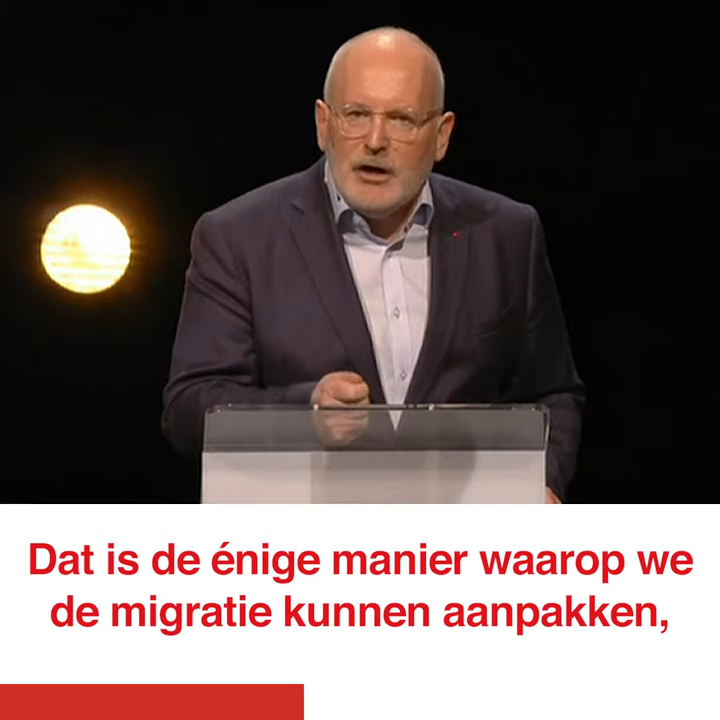 Dat is de énige manier waarop we
de migratie kunnen aanpakken,